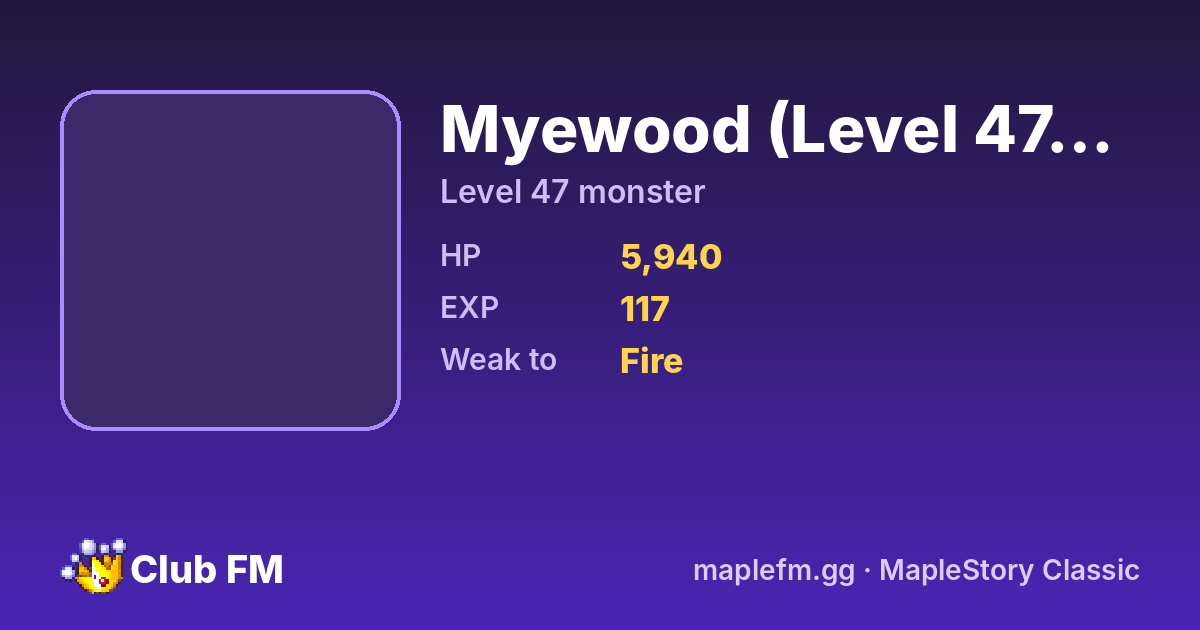 Myewood (Level 47...
Level 47 monster
HP 5,940
EXP 117
Weak to Fire
Club FM
maplefm.gg · MapleStory Classic